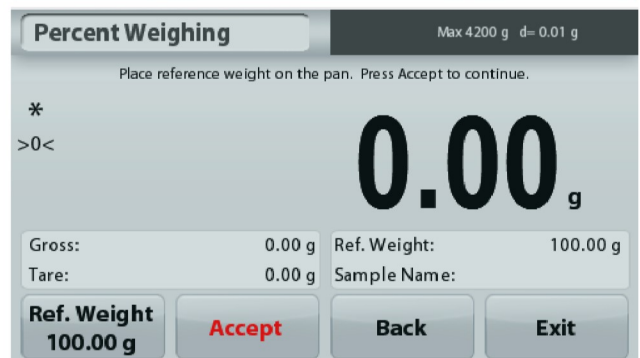 Percent Weighing
Max 4200 g d= 0.01 g
Place reference weight on the pan. Press Accept to continue.
*
>0<
0.00 g
Gross: 0.00 g Ref. Weight: 100.00 g
Tare: 0.00 g Sample Name:
Ref. Weight
100.00 g
Accept
Back
Exit